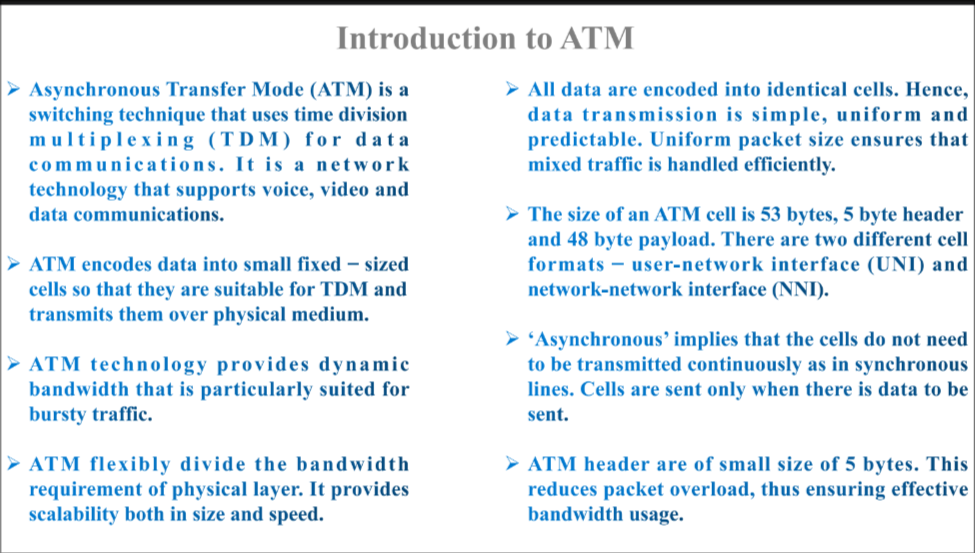 Introduction to ATM
➢ Asynchronous Transfer Mode (ATM) is a
switching technique that uses time division
multiplexing (TDM) for data
communications. It is a network
technology that supports voice, video and
data communications.
➢ ATM encodes data into small fixed – sized
cells so that they are suitable for TDM and
transmits them over physical medium.
➢ ATM technology provides dynamic
bandwidth that is particularly suited for
bursty traffic.
➢ ATM flexibly divide the bandwidth
requirement of physical layer. It provides
scalability both in size and speed.
➢ All data are encoded into identical cells. Hence,
data transmission is simple, uniform and
predictable. Uniform packet size ensures that
mixed traffic is handled efficiently.
➢ The size of an ATM cell is 53 bytes, 5 byte header
and 48 byte payload. There are two different cell
formats – user-network interface (UNI) and
network-network interface (NNI).
➢ ‘Asynchronous’ implies that the cells do not need
to be transmitted continuously as in synchronous
lines. Cells are sent only when there is data to be
sent.
➢ ATM header are of small size of 5 bytes. This
reduces packet overload, thus ensuring effective
bandwidth usage.